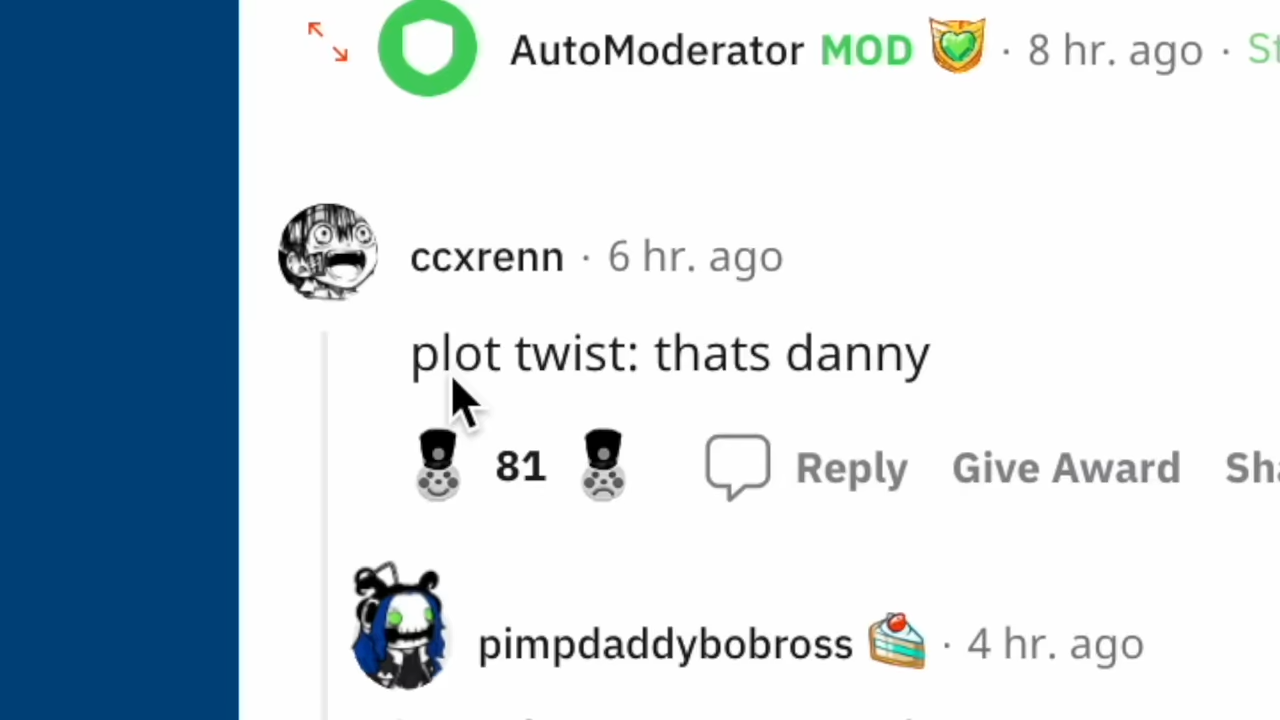 AutoModerator MOD · 8 hr. ago · St
ccxrenn · 6 hr. ago
plot twist: thats danny
81 Reply Give Award Sha
pimpdaddybobross · 4 hr. ago